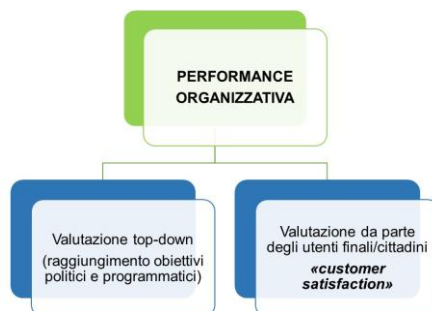 PERFORMANCE
ORGANIZZATIVA
Valutazione top-down
(raggiungimento obiettivi
politici e programmatici)
Valutazione da parte
degli utenti finali/cittadini
«customer
satisfaction»